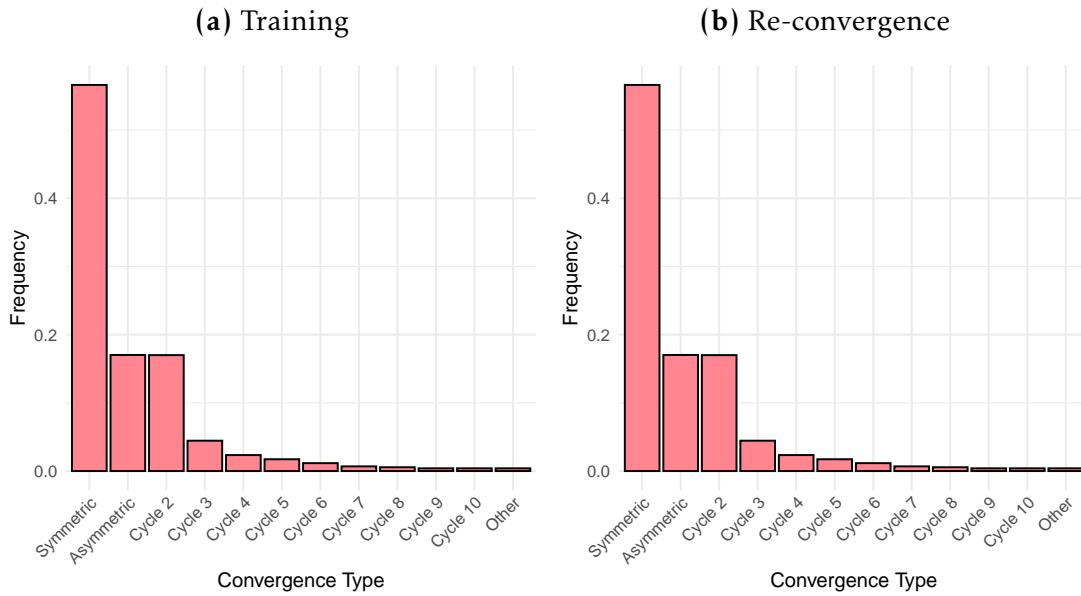 (a) Training
Frequency
0.4
0.2
0.0
Symmetric
Asymmetric
Cycle 2
Cycle 3
Cycle 4
Cycle 5
Cycle 6
Cycle 7
Cycle 8
Cycle 9
Cycle 10
Other
Convergence Type
(b) Re-convergence
Frequency
0.4
0.2
0.0
Symmetric
Asymmetric
Cycle 2
Cycle 3
Cycle 4
Cycle 5
Cycle 6
Cycle 7
Cycle 8
Cycle 9
Cycle 10
Other
Convergence Type